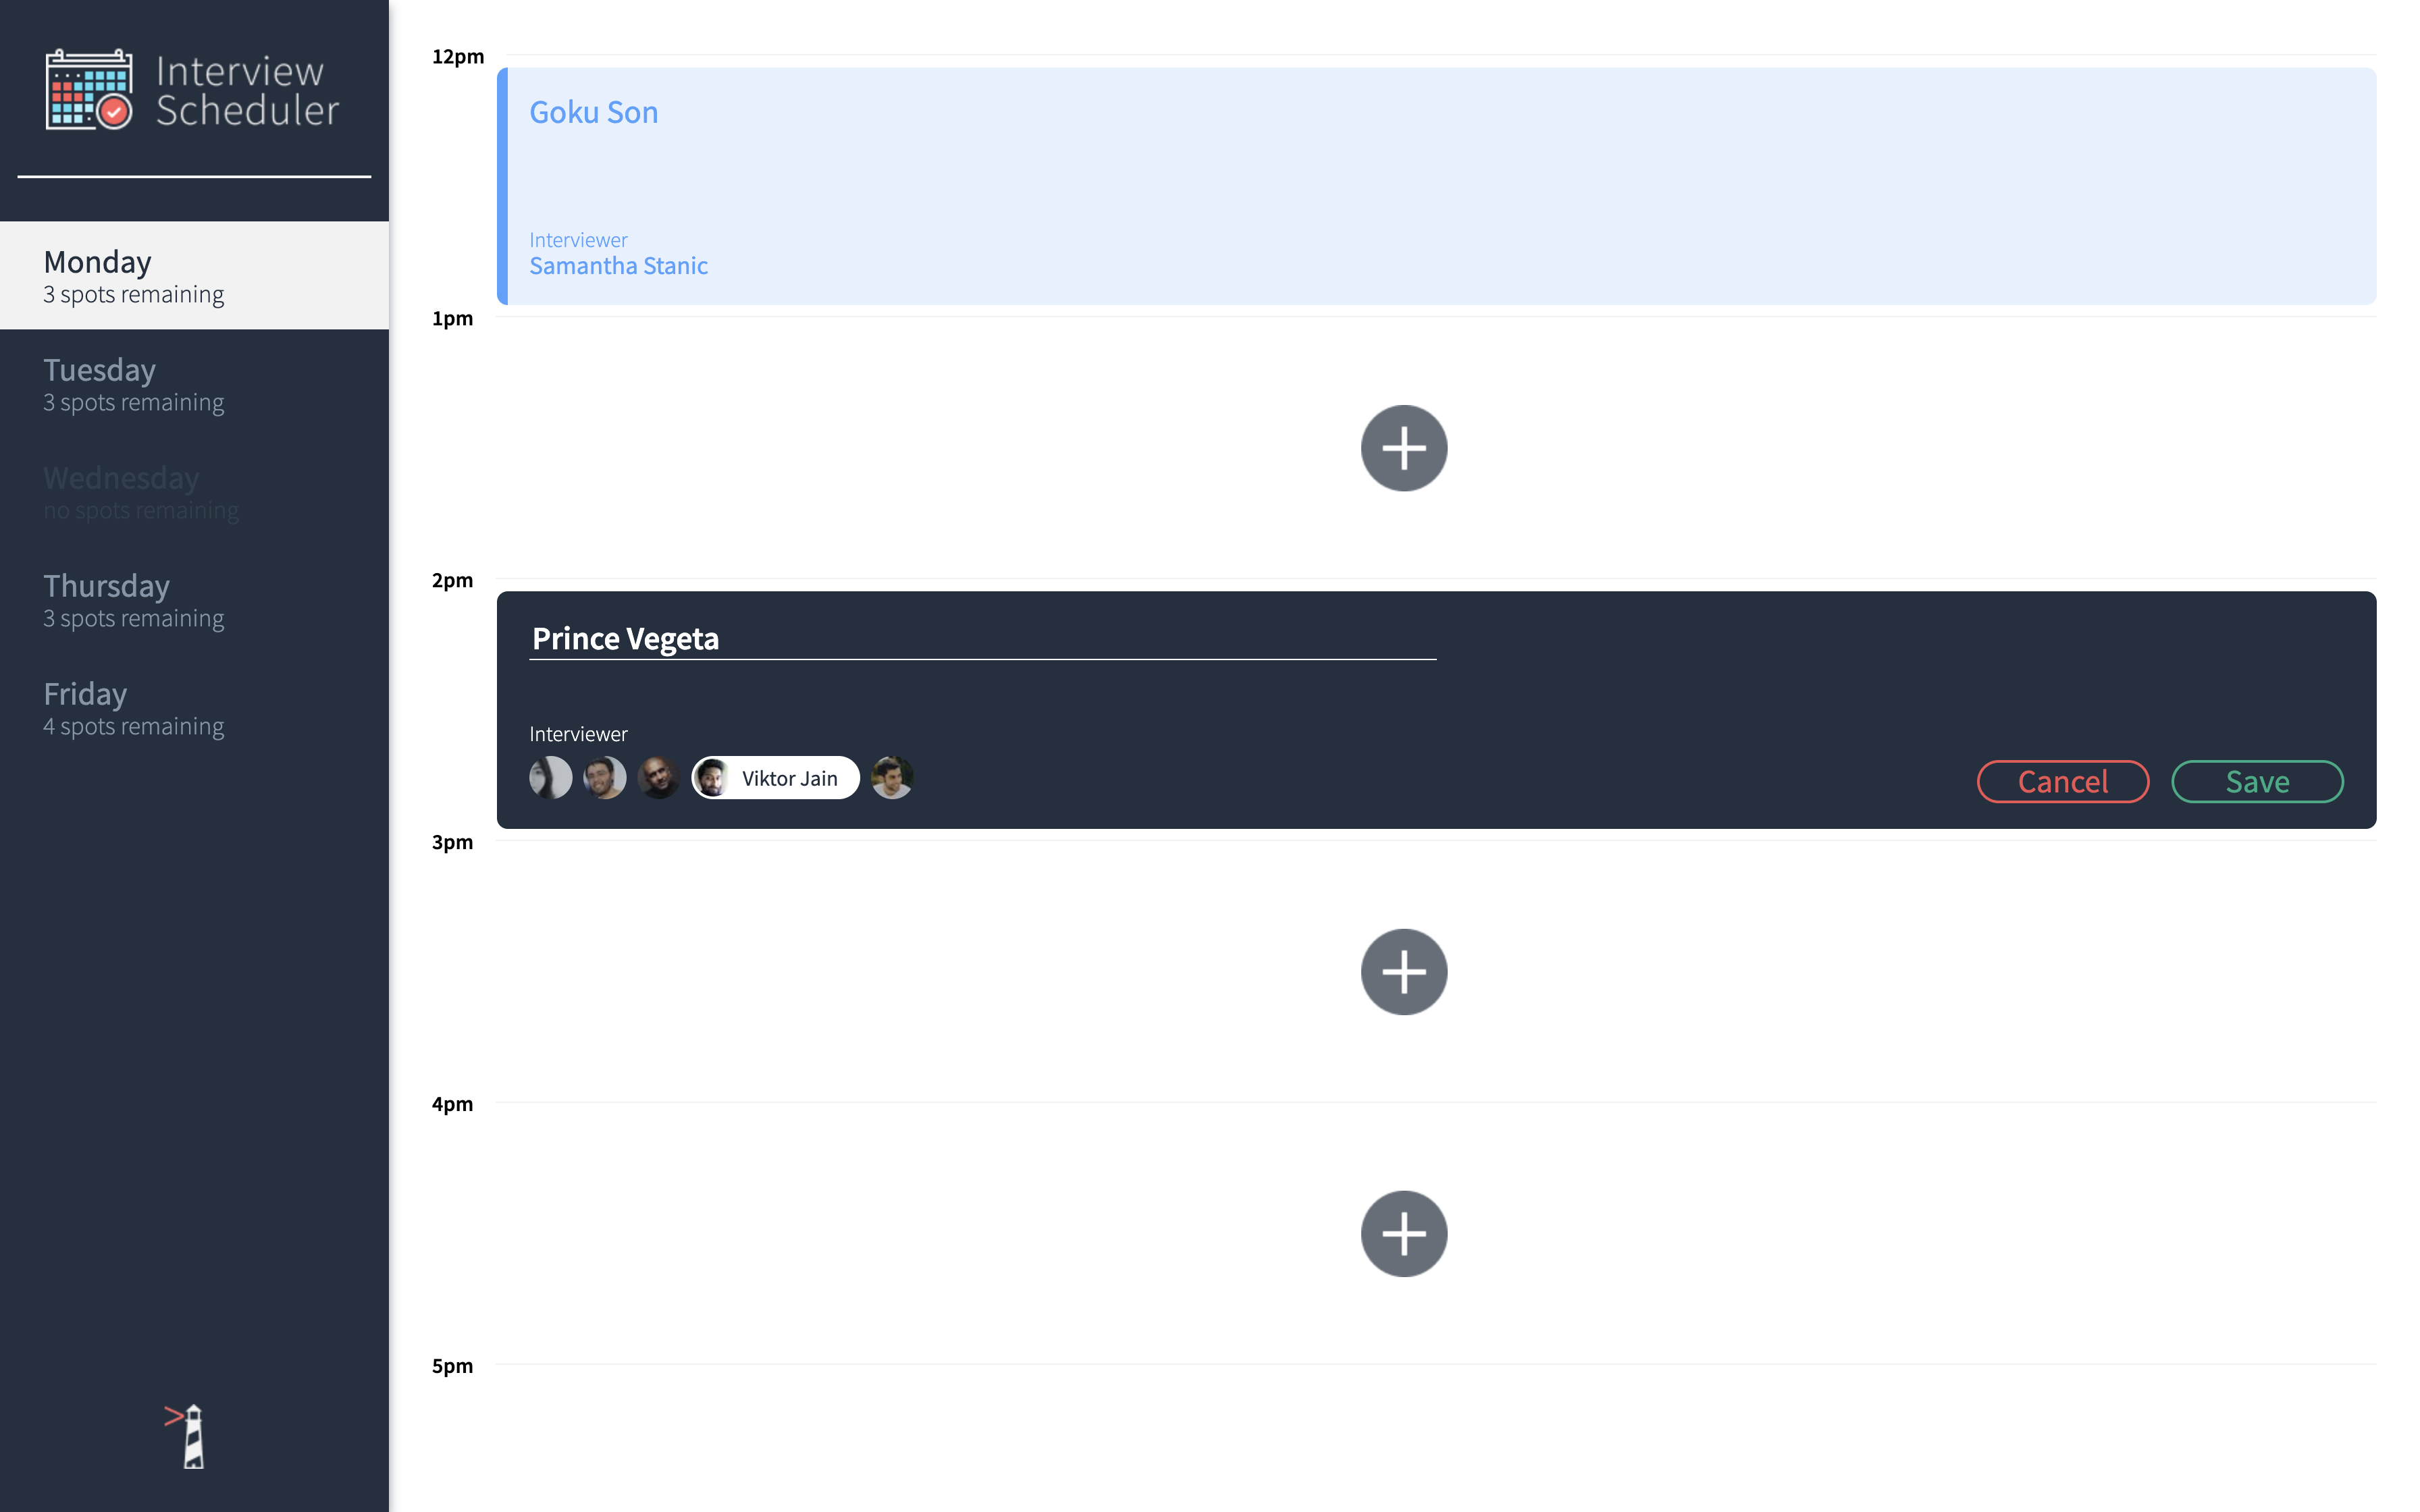 Interview
Scheduler
Monday
3 spots remaining
Tuesday
3 spots remaining
Wednesday
no spots remaining
Thursday
3 spots remaining
Friday
4 spots remaining
12pm
Goku Son
Interviewer
Samantha Stanic
1pm
2pm
Prince Vegeta
Interviewer
Viktor Jain
Cancel
Save
3pm
4pm
5pm